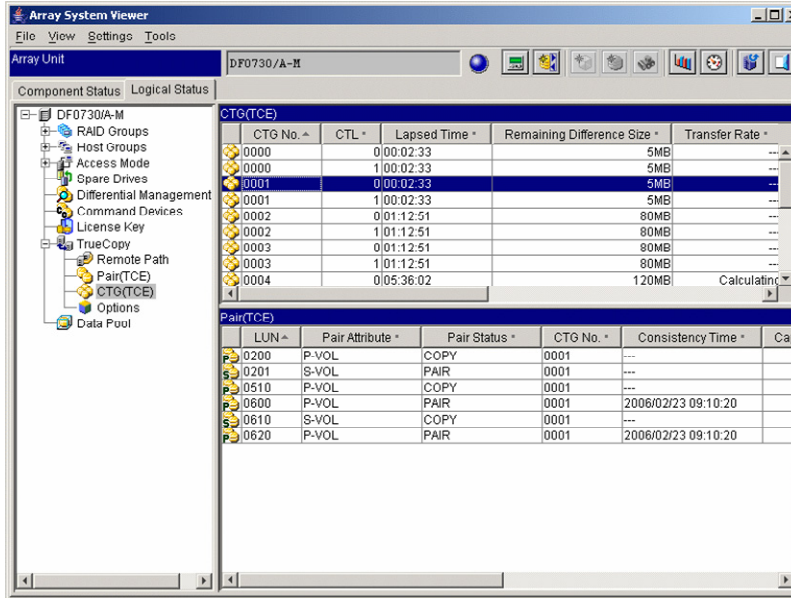 Array System Viewer
File View Settings Tools
Array Unit
DF0730/A-M
Component Status Logical Status
DF0730/A-M
RAID Groups
Host Groups
Access Mode
Spare Drives
Differential Management
Command Devices
License Key
TrueCopy
Remote Path
Pair(TCE)
CTG(TCE)
Options
Data Pool
CTG(TCE)
CTG No. CTL Lapsed Time Remaining Difference Size Transfer Rate
0000 0 00:02:33 5MB ---
0000 1 00:02:33 5MB ---
0001 0 00:02:33 5MB ---
0001 1 00:02:33 5MB ---
0002 0 01:12:51 80MB ---
0002 1 01:12:51 80MB ---
0003 0 01:12:51 80MB ---
0003 1 01:12:51 80MB ---
0004 0 05:36:02 120MB Calculating
Pair(TCE)
LUN Pair Attribute Pair Status CTG No. Consistency Time Ca
0200 P-VOL COPY 0001 ---
0201 S-VOL PAIR 0001 ---
0510 P-VOL COPY 0001 ---
0600 P-VOL PAIR 0001 2006/02/23 09:10:20
0610 S-VOL COPY 0001 ---
0620 P-VOL PAIR 0001 2006/02/23 09:10:20